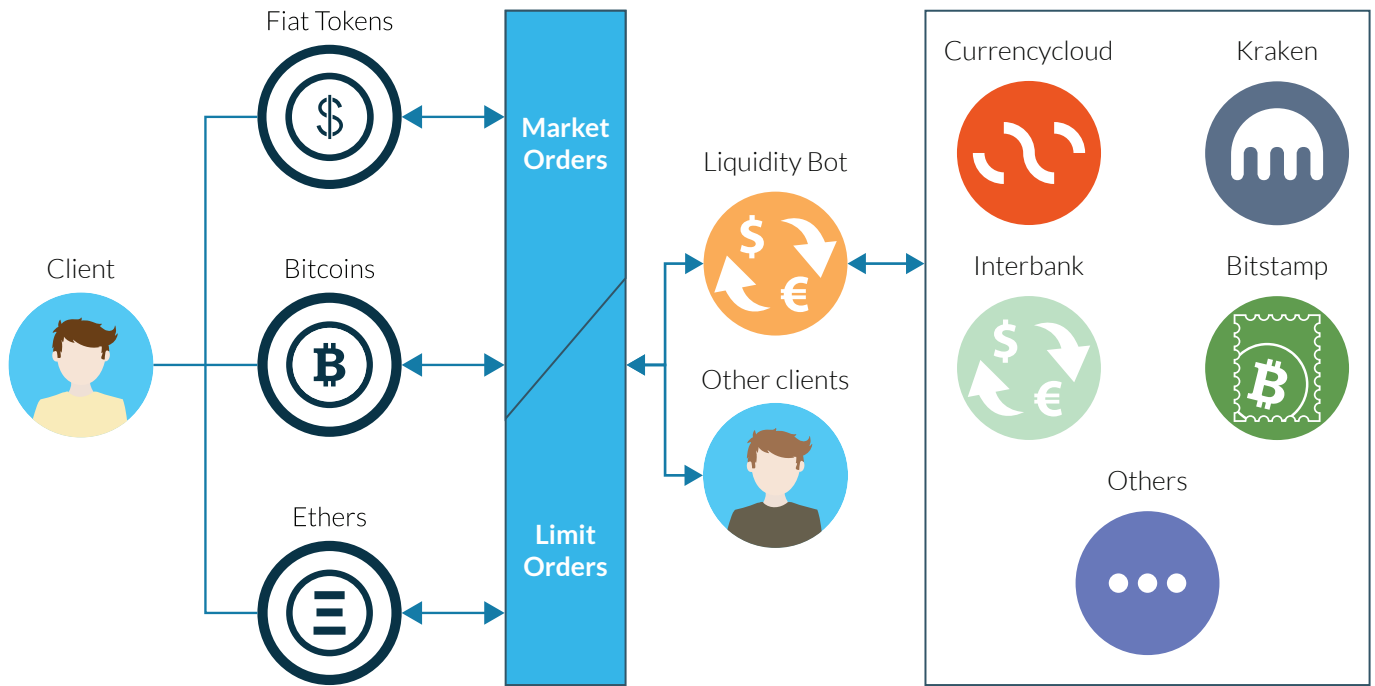 Fiat Tokens
$
Market
Orders
Client
Bitcoins
Ethers
Limit
Orders
Liquidity Bot
$
€
Other clients
Currencycloud
Kraken
Interbank
$
€
Bitstamp
Others